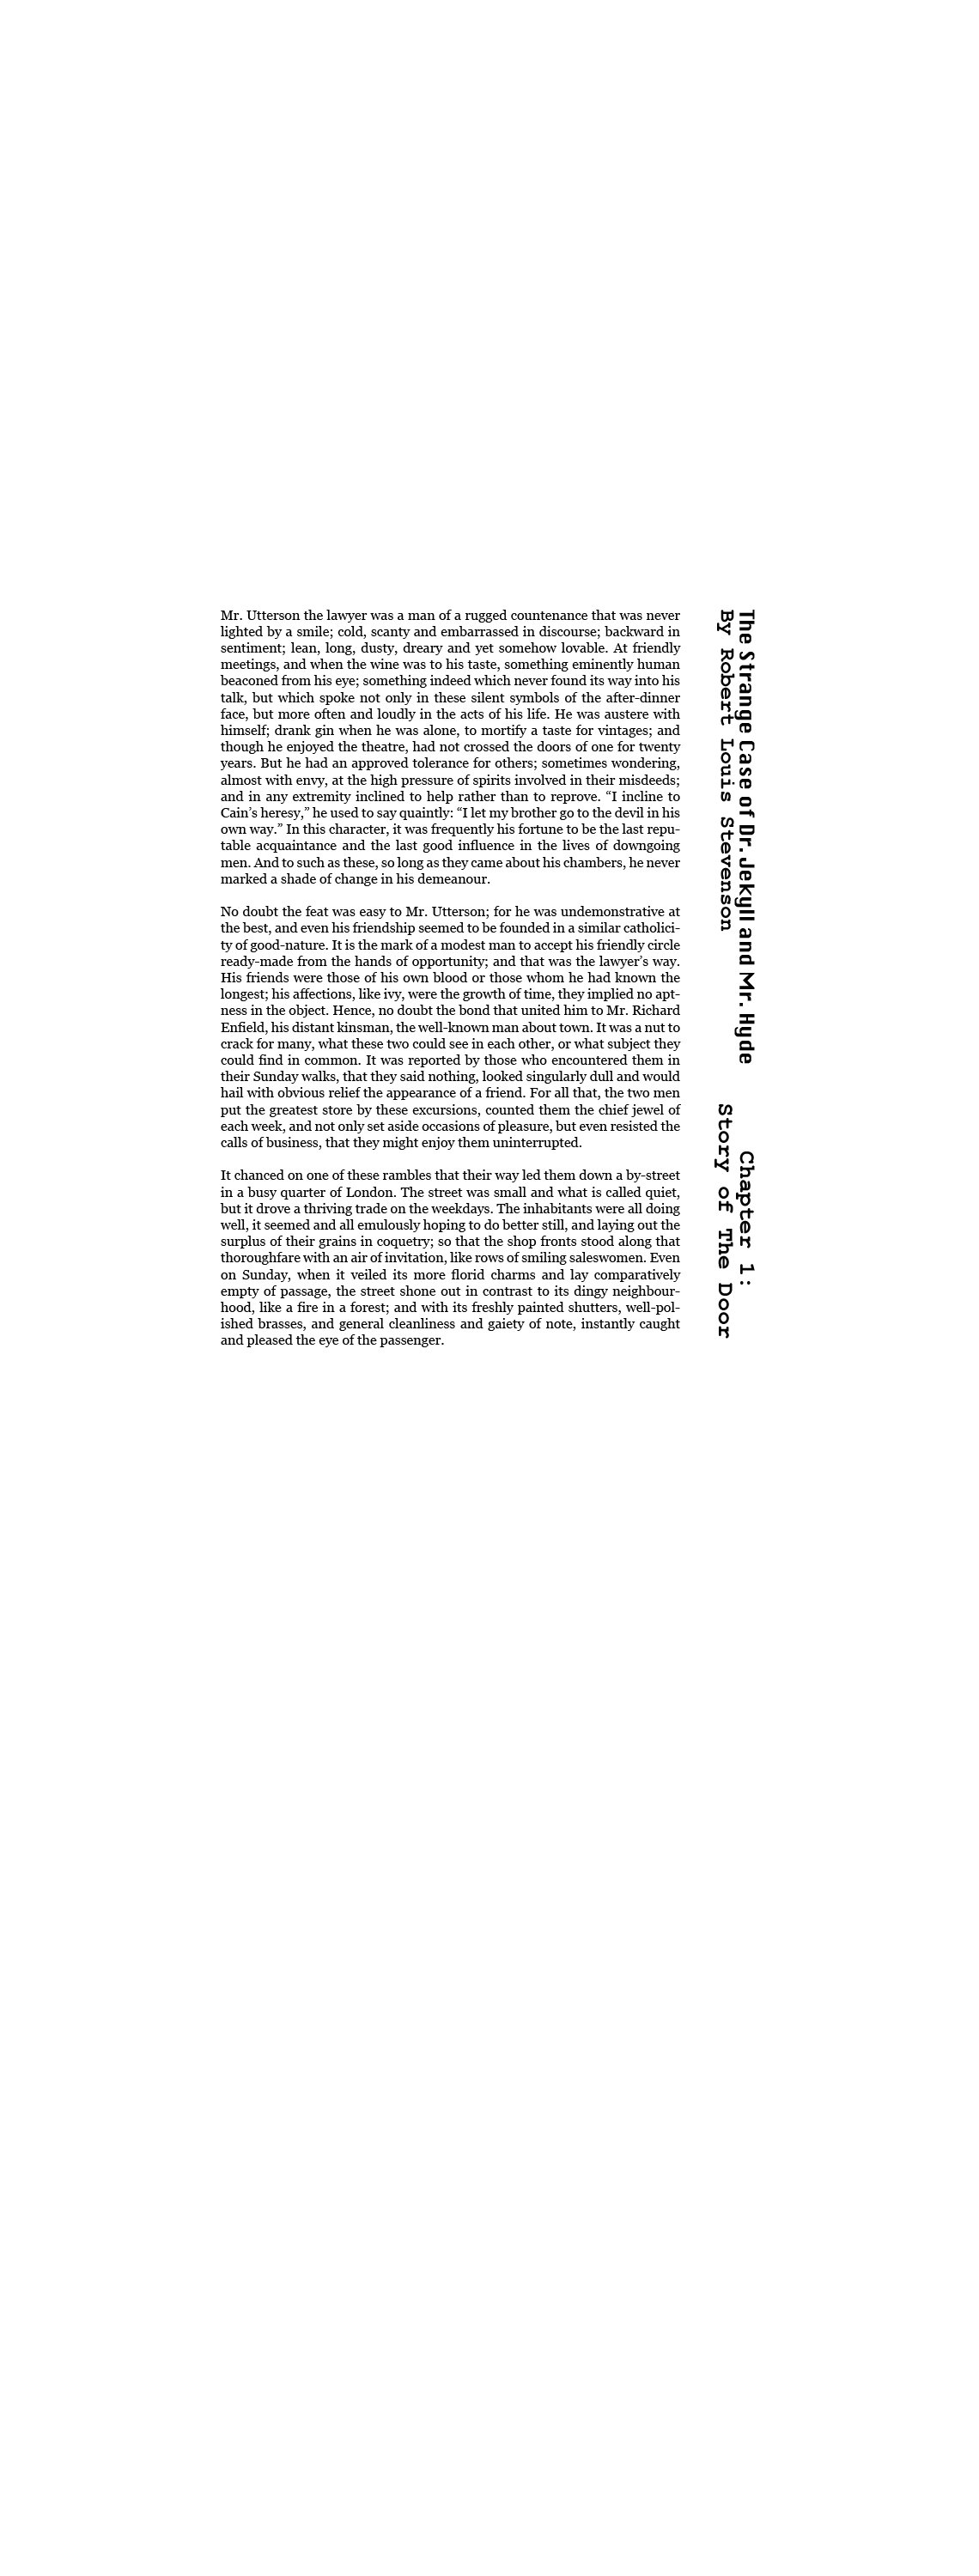 The Strange Case of Dr. Jekyll and Mr. Hyde
By Robert Louis Stevenson
Chapter 1:
Story of The Door
Mr. Utterson the lawyer was a man of a rugged countenance that was never
lighted by a smile; cold, scanty and embarrassed in discourse; backward in
sentiment; lean, long, dusty, dreary and yet somehow lovable. At friendly
meetings, and when the wine was to his taste, something eminently human
beaconed from his eye; something indeed which never found its way into his
talk, but which spoke not only in these silent symbols of the after-dinner
face, but more often and loudly in the acts of his life. He was austere with
himself; drank gin when he was alone, to mortify a taste for vintages; and
though he enjoyed the theatre, had not crossed the doors of one for twenty
years. But he had an approved tolerance for others; sometimes wondering,
almost with envy, at the high pressure of spirits involved in their misdeeds;
and in any extremity inclined to help rather than to reprove. “I incline to
Cain’s heresy,” he used to say quaintly: “I let my brother go to the devil in his
own way.” In this character, it was frequently his fortune to be the last repu-
table acquaintance and the last good influence in the lives of downgoing
men. And to such as these, so long as they came about his chambers, he never
marked a shade of change in his demeanour.
No doubt the feat was easy to Mr. Utterson; for he was undemonstrative at
the best, and even his friendship seemed to be founded in a similar catholici-
ty of good-nature. It is the mark of a modest man to accept his friendly circle
ready-made from the hands of opportunity; and that was the lawyer’s way.
His friends were those of his own blood or those whom he had known the
longest; his affections, like ivy, were the growth of time, they implied no apt-
ness in the object. Hence, no doubt the bond that united him to Mr. Richard
Enfield, his distant kinsman, the well-known man about town. It was a nut to
crack for many, what these two could see in each other, or what subject they
could find in common. It was reported by those who encountered them in
their Sunday walks, that they said nothing, looked singularly dull and would
hail with obvious relief the appearance of a friend. For all that, the two men
put the greatest store by these excursions, counted them the chief jewel of
each week, and not only set aside occasions of pleasure, but even resisted the
calls of business, that they might enjoy them uninterrupted.
It chanced on one of these rambles that their way led them down a by-street
in a busy quarter of London. The street was small and what is called quiet,
but it drove a thriving trade on the weekdays. The inhabitants were all doing
well, it seemed and all emulously hoping to do better still, and laying out the
surplus of their grains in coquetry; so that the shop fronts stood along that
thoroughfare with an air of invitation, like rows of smiling saleswomen. Even
on Sunday, when it veiled its more florid charms and lay comparatively
empty of passage, the street shone out in contrast to its dingy neighbour-
hood, like a fire in a forest; and with its freshly painted shutters, well-pol-
ished brasses, and general cleanliness and gaiety of note, instantly caught
and pleased the eye of the passenger.